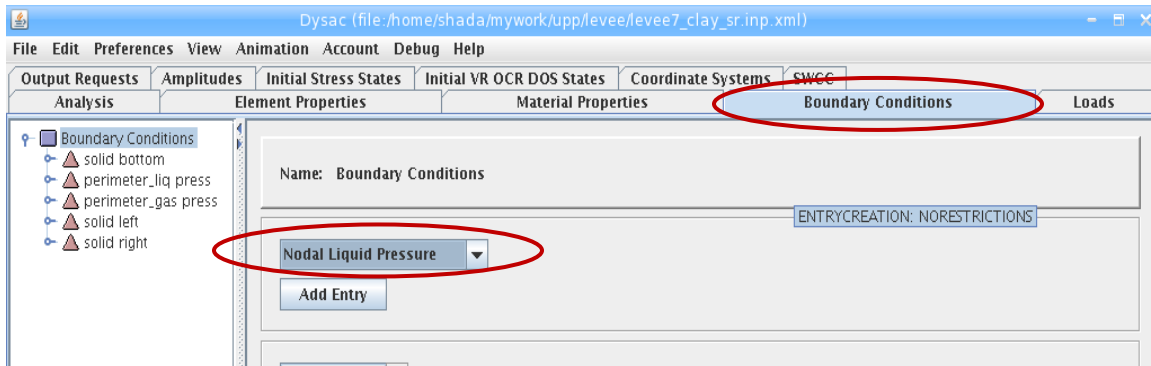 Dysac (file:/home/shada/mywork/upp/levee/levee7_clay_sr.inp.xml)
File Edit Preferences View Animation Account Debug Help
Output Requests Amplitudes Initial Stress States Initial VR OCR DOS States Coordinate Systems SWCC
Analysis Element Properties Material Properties Boundary Conditions Loads
Boundary Conditions
solid bottom
perimeter_liq press
perimeter_gas press
solid left
solid right
Name: Boundary Conditions
ENTRYCREATION: NORESTRICTIONS
Nodal Liquid Pressure
Add Entry